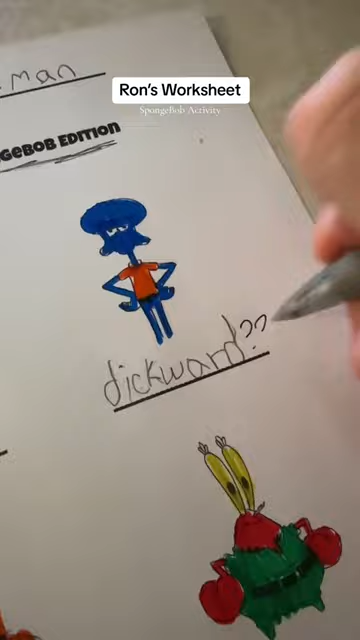 man
Ron's Worksheet
SpongeBob Activity
GEBOB EDITION
dickward??